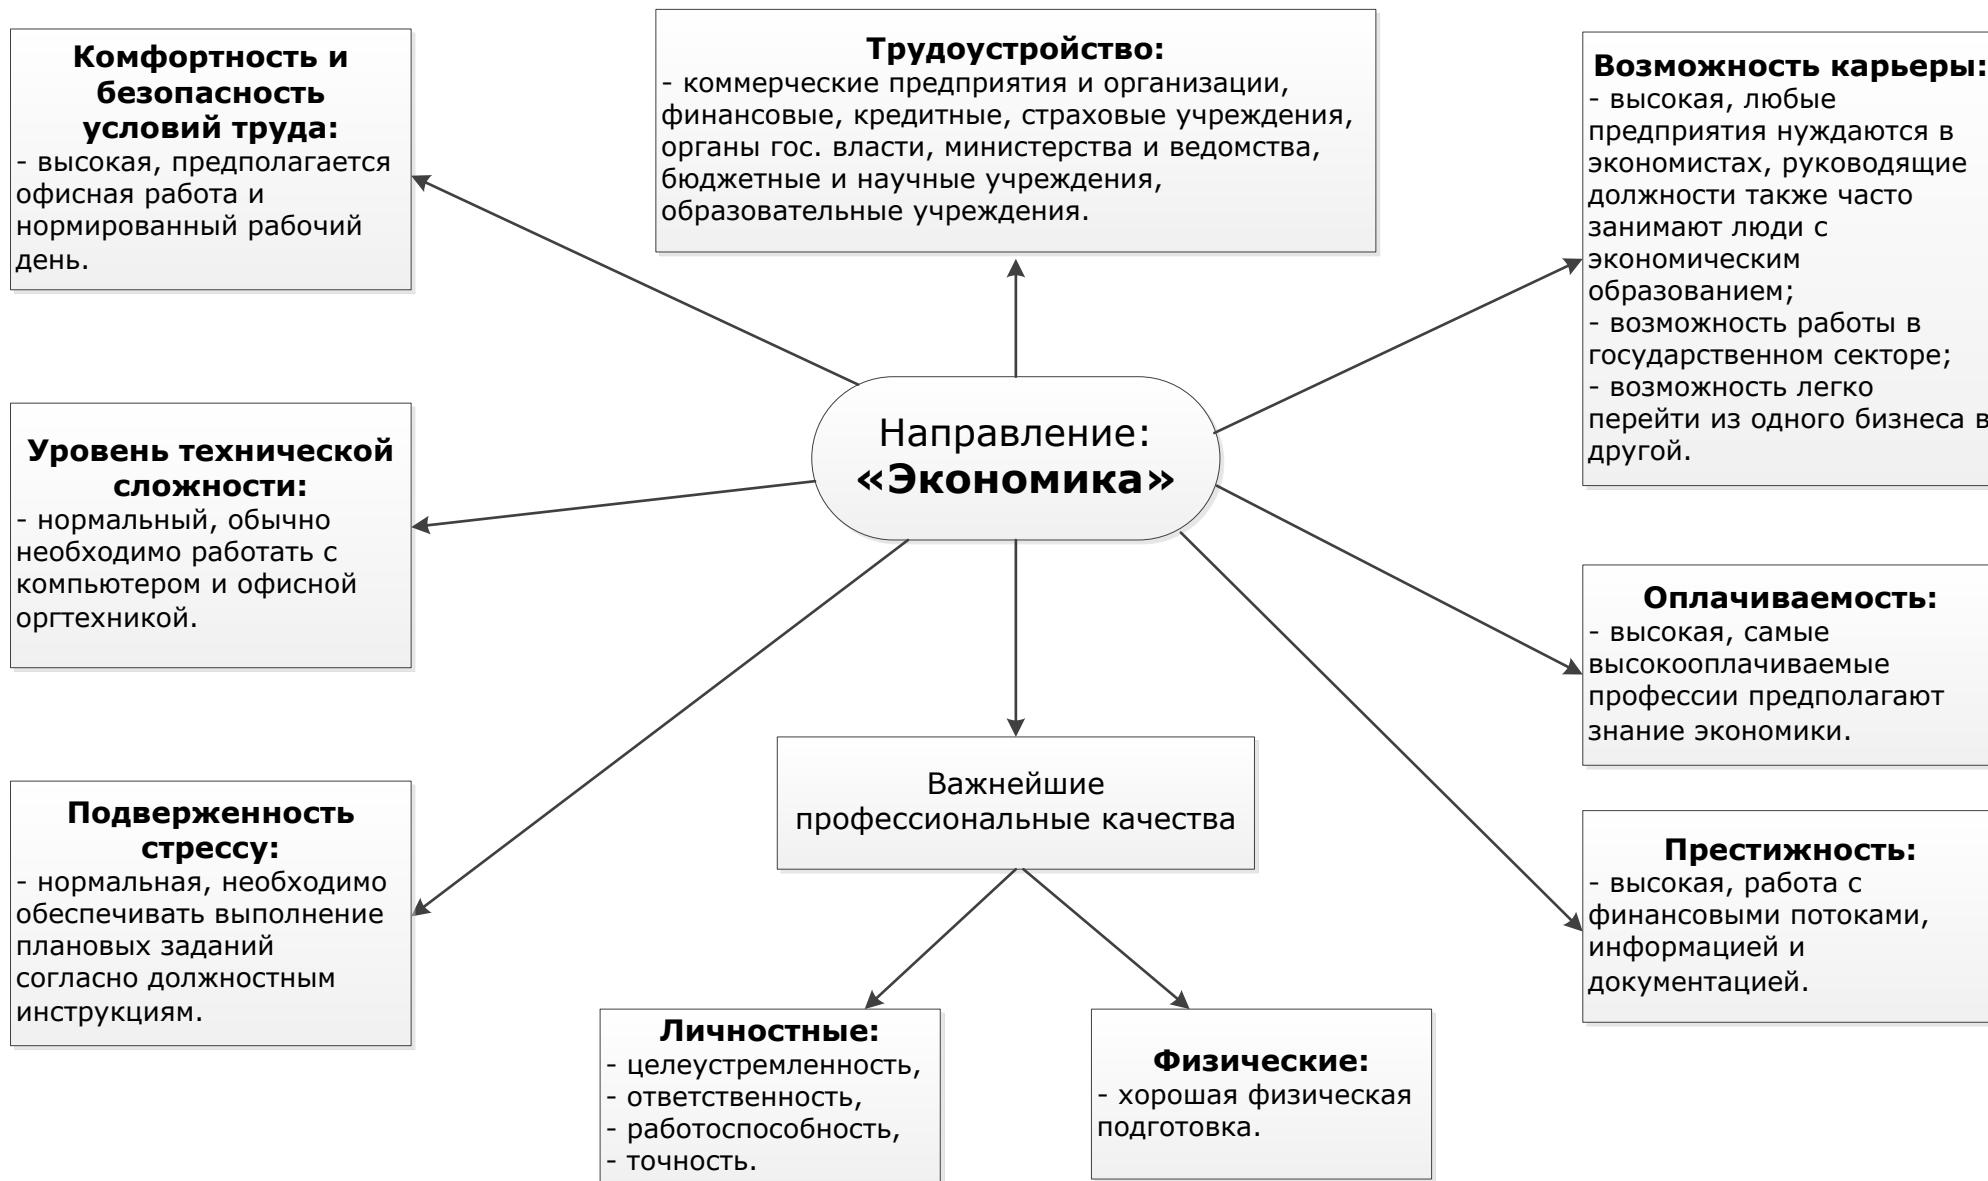 Комфортность и
безопасность
условий труда:
- высокая, предполагается
офисная работа и
нормированный рабочий
день.
Трудоустройство:
- коммерческие предприятия и организации,
финансовые, кредитные, страховые учреждения,
органы гос. власти, министерства и ведомства,
бюджетные и научные учреждения,
образовательные учреждения.
Возможность карьеры:
- высокая, любые
предприятия нуждаются в
экономистах, руководящие
должности также часто
занимают люди с
экономическим
образованием;
- возможность работы в
государственном секторе;
- возможность легко
перейти из одного бизнеса в
другой.
Направление:
«Экономика»
Уровень технической
сложности:
- нормальный, обычно
необходимо работать с
компьютером и офисной
оргтехникой.
Оплачиваемость:
- высокая, самые
высокооплачиваемые
профессии предполагают
знание экономики.
Подверженность
стрессу:
- нормальная, необходимо
обеспечивать выполнение
плановых заданий
согласно должностным
инструкциям.
Важнейшие
профессиональные качества
Престижность:
- высокая, работа с
финансовыми потоками,
информацией и
документацией.
Личностные:
- целеустремленность,
- ответственность,
- работоспособность,
- точность.
Физические:
- хорошая физическая
подготовка.